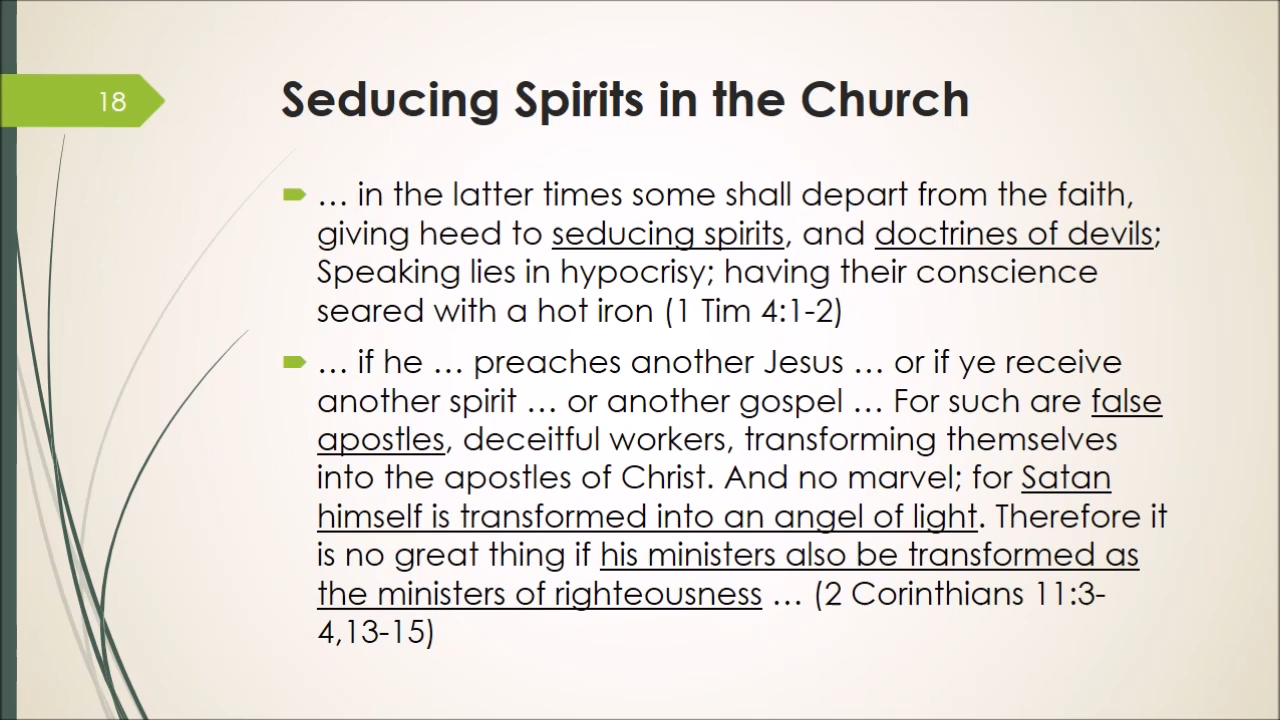 18
Seducing Spirits in the Church
… in the latter times some shall depart from the faith,
giving heed to seducing spirits, and doctrines of devils;
Speaking lies in hypocrisy; having their conscience
seared with a hot iron (1 Tim 4:1-2)
… if he … preaches another Jesus … or if ye receive
another spirit … or another gospel … For such are false
apostles, deceitful workers, transforming themselves
into the apostles of Christ. And no marvel; for Satan
himself is transformed into an angel of light. Therefore it
is no great thing if his ministers also be transformed as
the ministers of righteousness … (2 Corinthians 11:3-
4,13-15)